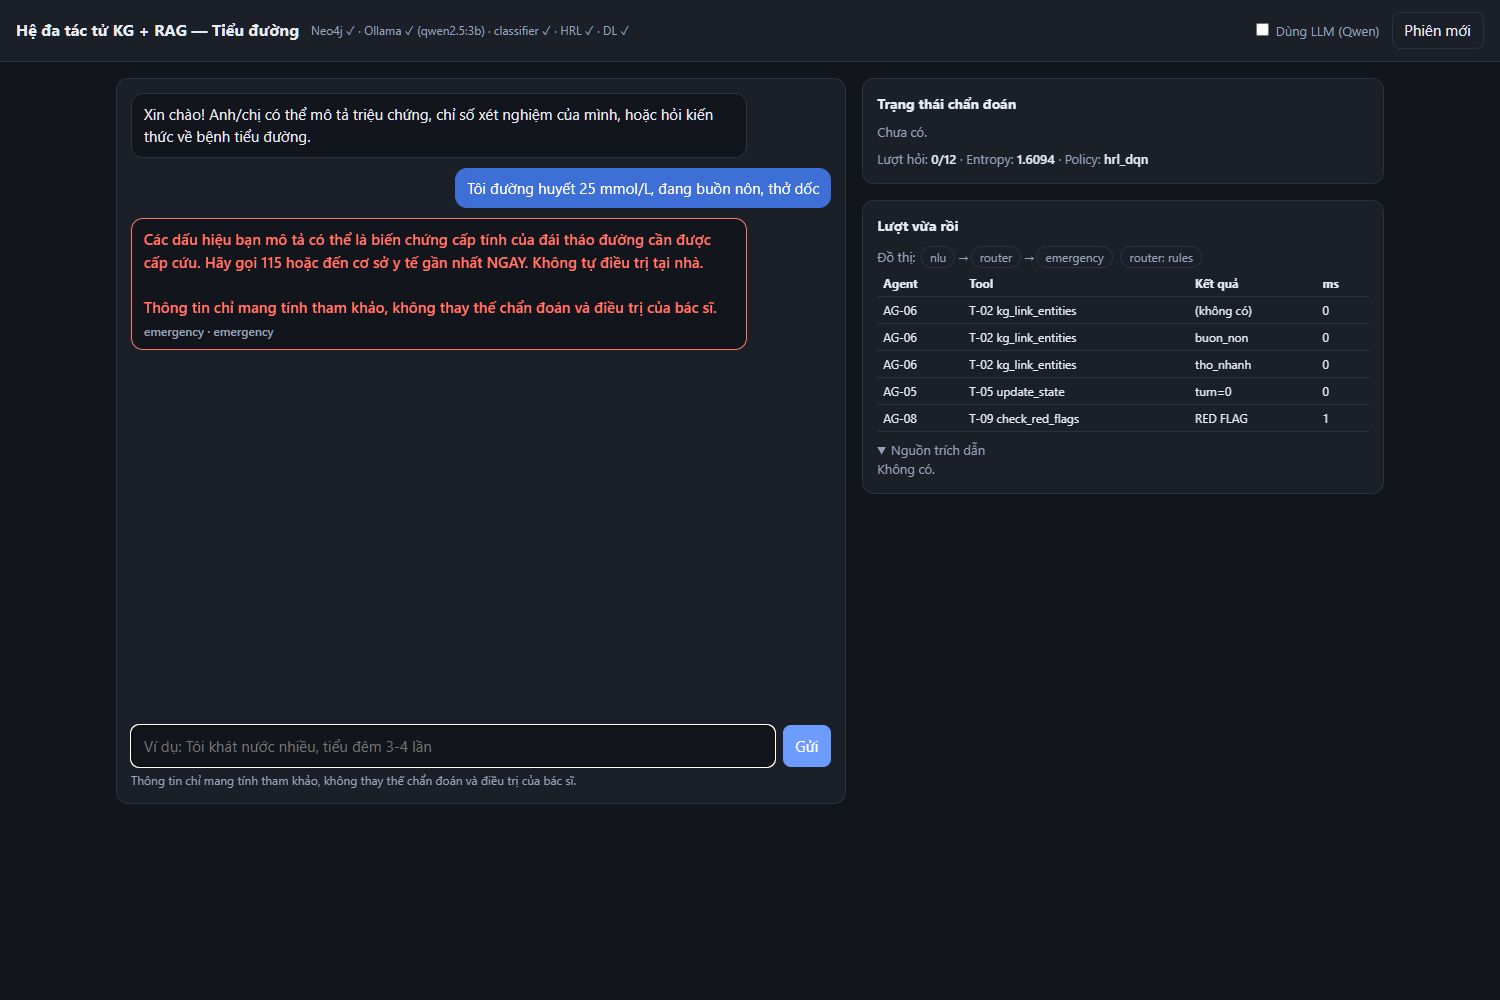 Hệ đa tác tử KG + RAG — Tiểu đường
Neo4j ✓ · Ollama ✓ (qwen2.5:3b) · classifier ✓ · HRL ✓ · DL ✓
Dùng LLM (Qwen)
Phiên mới
Xin chào! Anh/chị có thể mô tả triệu chứng, chỉ số xét nghiệm của mình, hoặc hỏi kiến
thức về bệnh tiểu đường.
Tôi đường huyết 25 mmol/L, đang buồn nôn, thở dốc
Các dấu hiệu bạn mô tả có thể là biến chứng cấp tính của đái tháo đường cần được
cấp cứu. Hãy gọi 115 hoặc đến cơ sở y tế gần nhất NGAY. Không tự điều trị tại nhà.
Thông tin chỉ mang tính tham khảo, không thay thế chẩn đoán và điều trị của bác sĩ.
emergency · emergency
Ví dụ: Tôi khát nước nhiều, tiểu đêm 3-4 lần
Gửi
Thông tin chỉ mang tính tham khảo, không thay thế chẩn đoán và điều trị của bác sĩ.
Trạng thái chẩn đoán
Chưa có.
Lượt hỏi: 0/12 · Entropy: 1.6094 · Policy: hrl_dqn
Lượt vừa rồi
Đồ thị: nlu → router → emergency router: rules
Agent Tool Kết quả ms
AG-06 T-02 kg_link_entities (không có) 0
AG-06 T-02 kg_link_entities buon_non 0
AG-06 T-02 kg_link_entities tho_nhanh 0
AG-05 T-05 update_state turn=0 0
AG-08 T-09 check_red_flags RED FLAG 1
▼ Nguồn trích dẫn
Không có.